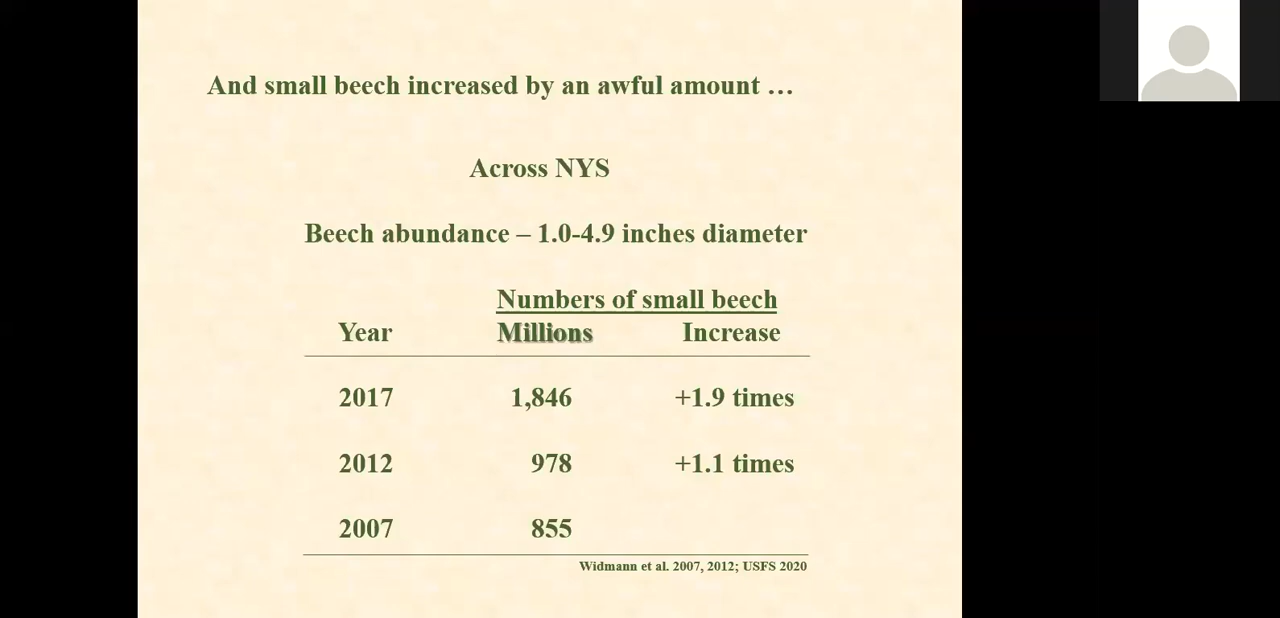 And small beech increased by an awful amount …
Across NYS
Beech abundance – 1.0-4.9 inches diameter
Numbers of small beech
Year Millions Increase
2017 1,846 +1.9 times
2012 978 +1.1 times
2007 855
Widmann et al. 2007, 2012; USFS 2020